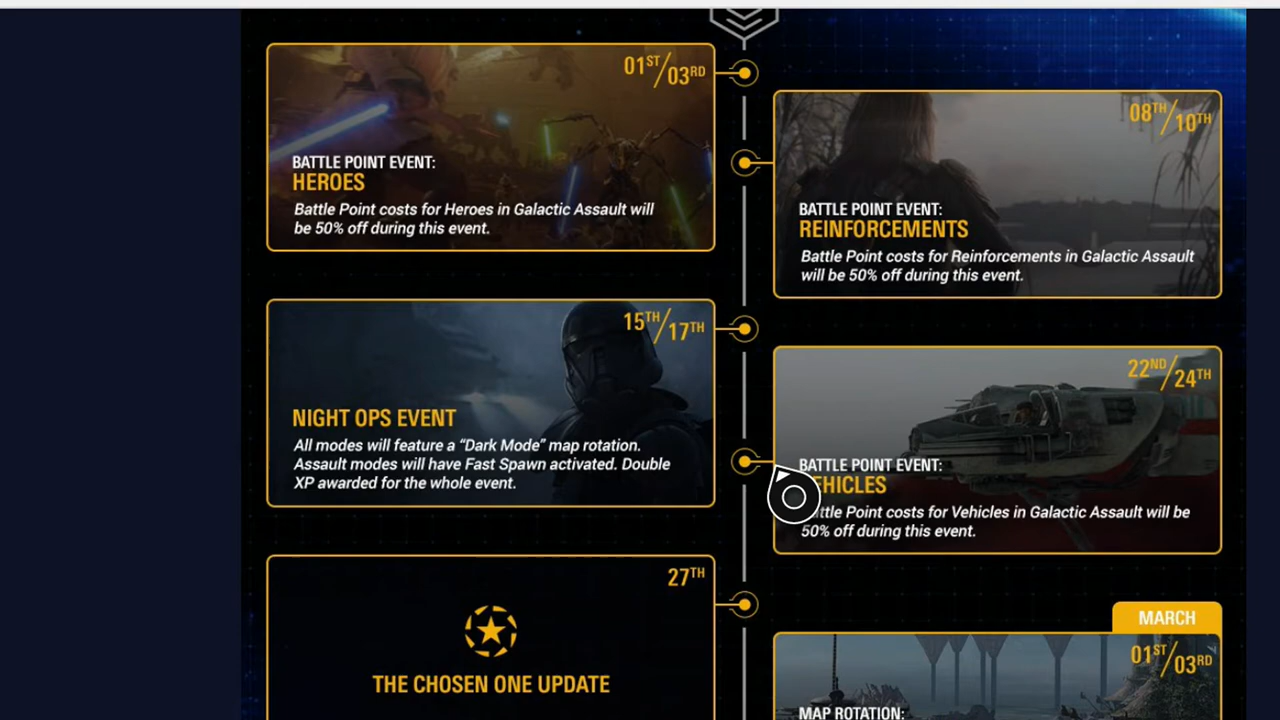 01ST/03RD
BATTLE POINT EVENT:
HEROES
Battle Point costs for Heroes in Galactic Assault will
be 50% off during this event.
08TH/10TH
BATTLE POINT EVENT:
REINFORCEMENTS
Battle Point costs for Reinforcements in Galactic Assault
will be 50% off during this event.
15TH/17TH
NIGHT OPS EVENT
All modes will feature a “Dark Mode” map rotation.
Assault modes will have Fast Spawn activated. Double
XP awarded for the whole event.
22ND/24TH
BATTLE POINT EVENT:
VEHICLES
Battle Point costs for Vehicles in Galactic Assault will be
50% off during this event.
27TH
THE CHOSEN ONE UPDATE
MARCH
01ST/03RD
MAP ROTATION: